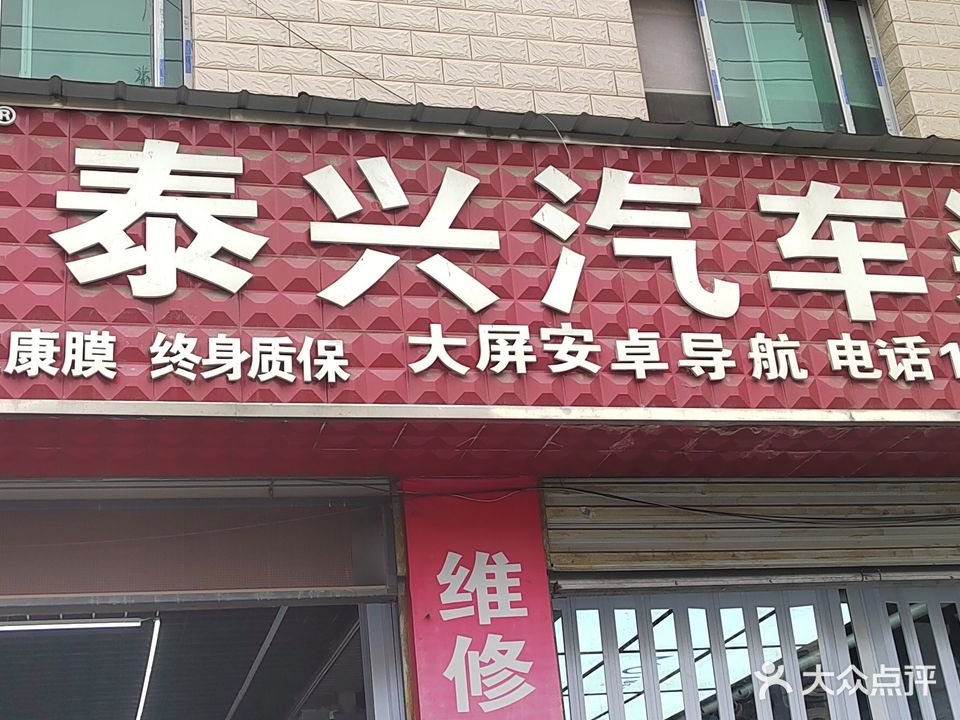 ®
泰兴汽车
康膜 终身质保 大屏安卓导航 电话1
维修
大众点评